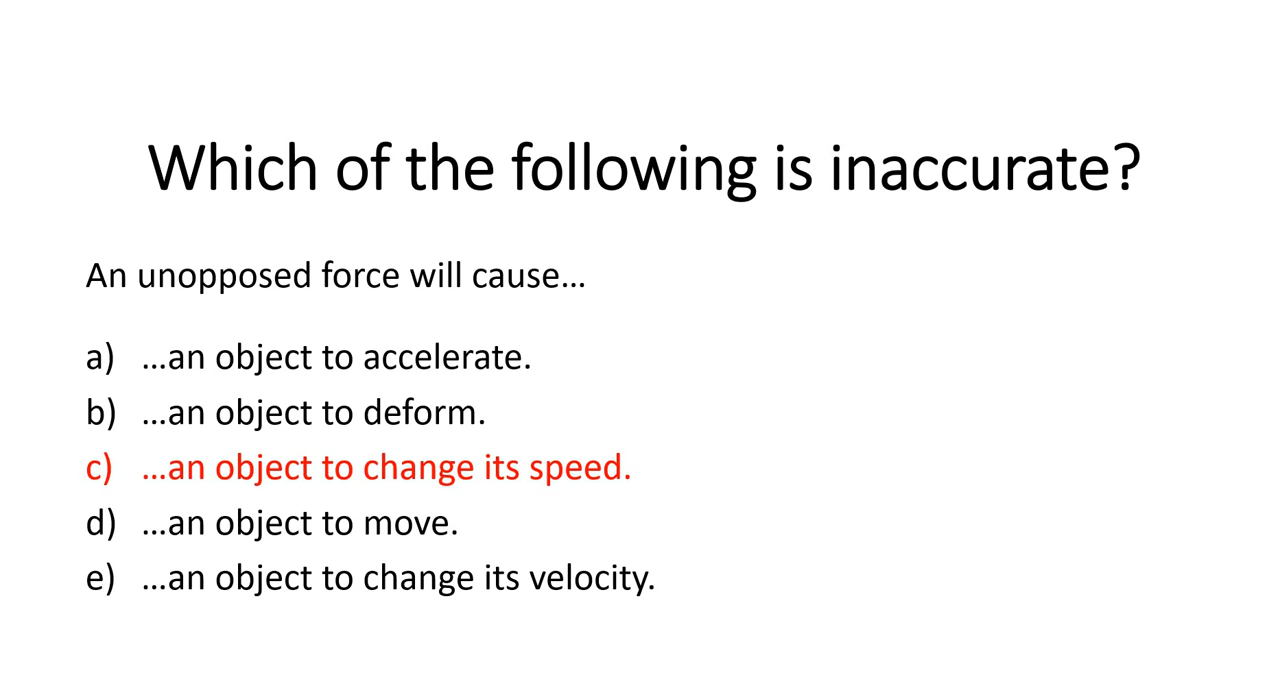 Which of the following is inaccurate?
An unopposed force will cause…
a) …an object to accelerate.
b) …an object to deform.
c) …an object to change its speed.
d) …an object to move.
e) …an object to change its velocity.